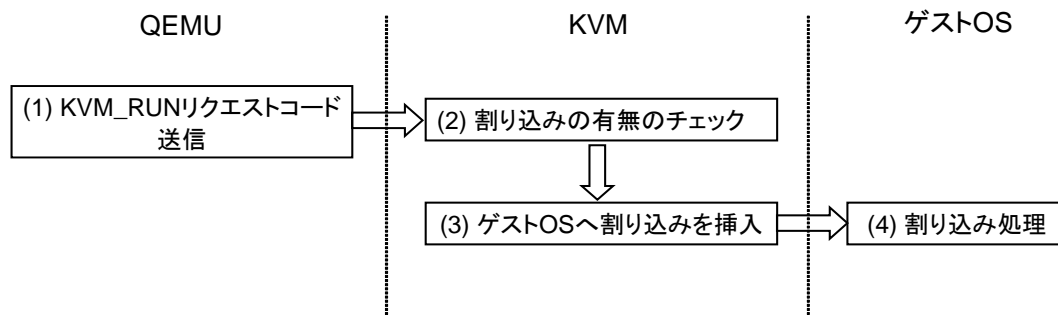 QEMU
KVM
ゲストOS
(1) KVM_RUNリクエストコード
送信
(2) 割り込みの有無のチェック
(3) ゲストOSへ割り込みを挿入
(4) 割り込み処理